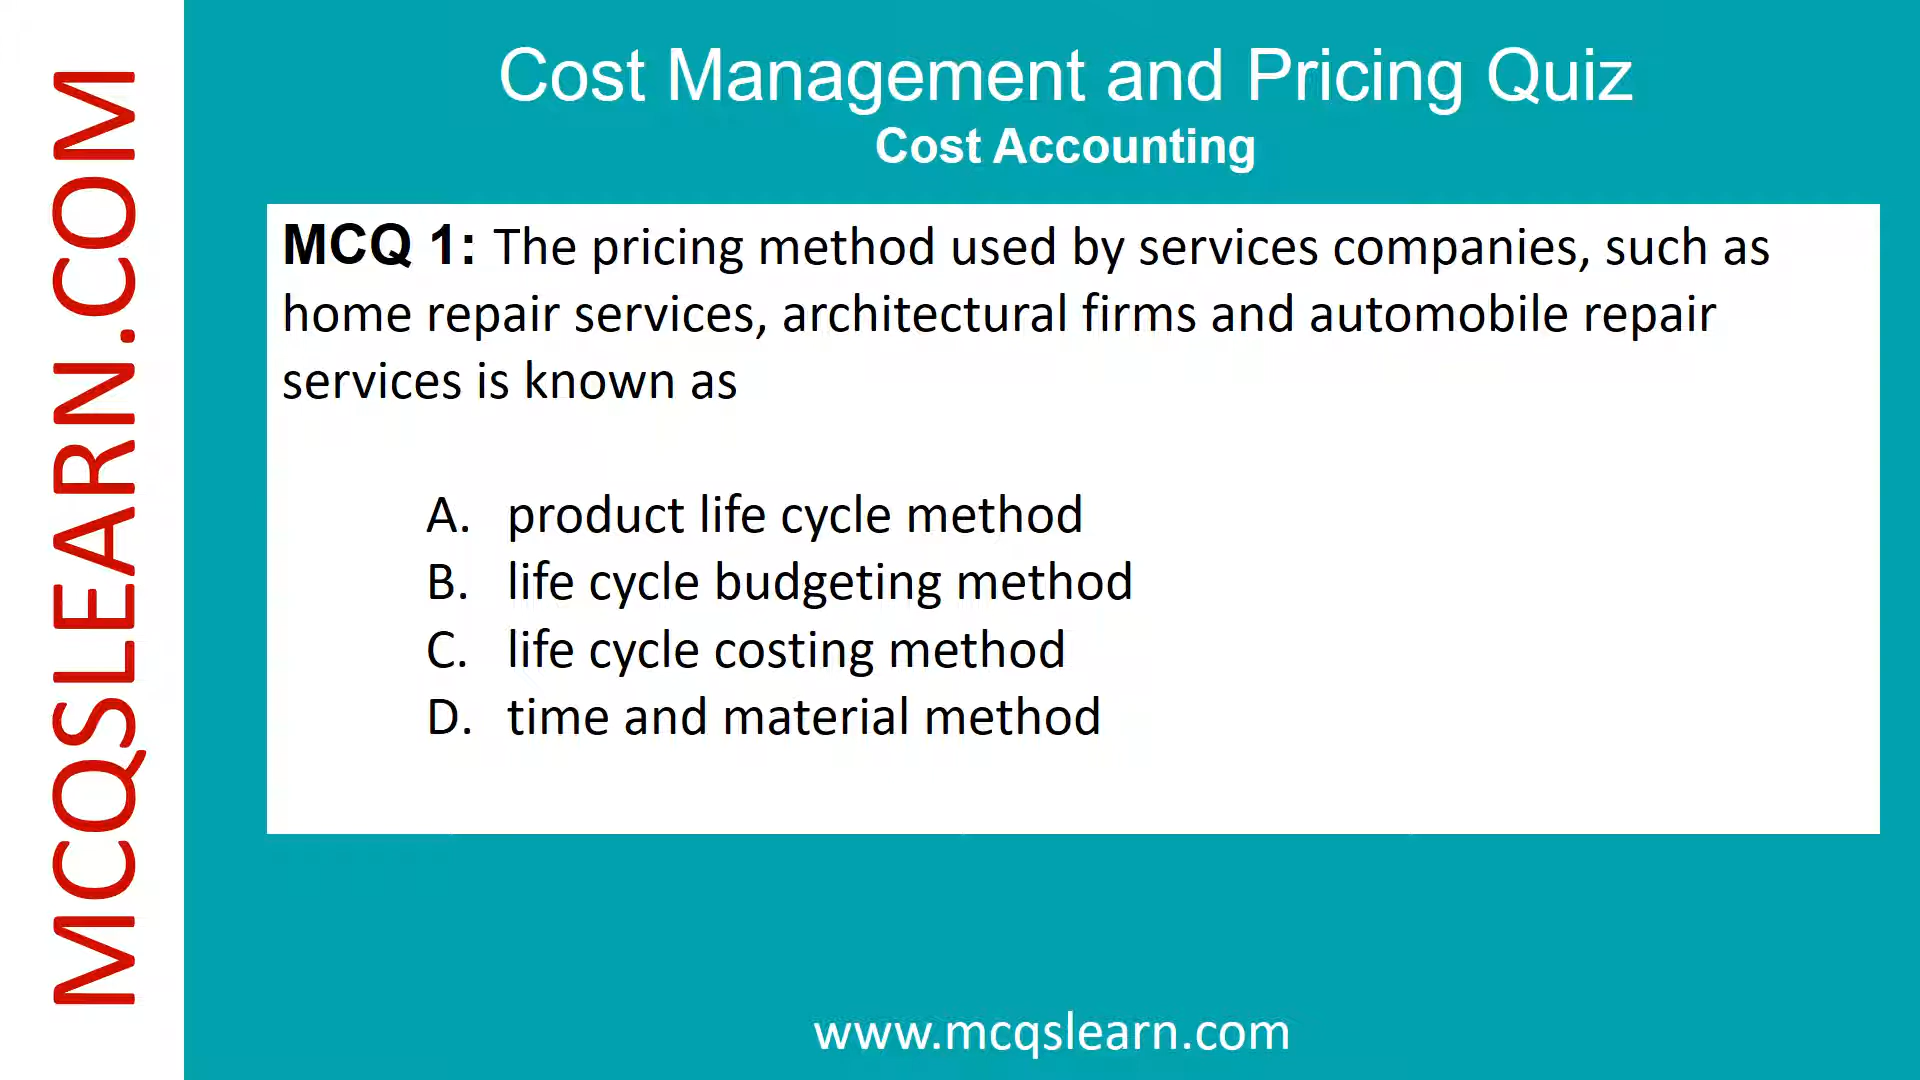 MCQSLEARN.COM
Cost Management and Pricing Quiz
Cost Accounting
MCQ 1: The pricing method used by services companies, such as
home repair services, architectural firms and automobile repair
services is known as
A. product life cycle method
B. life cycle budgeting method
C. life cycle costing method
D. time and material method
www.mcqslearn.com